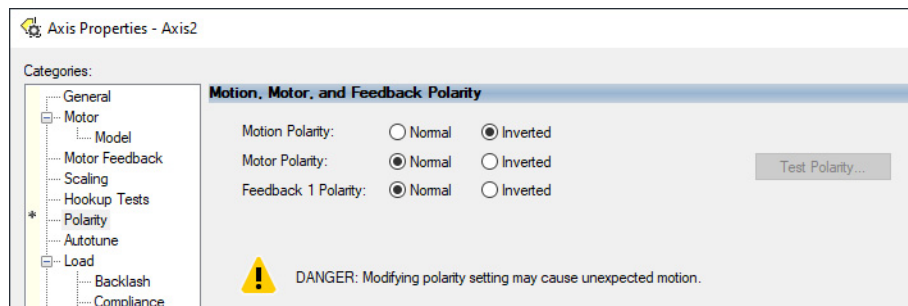 Axis Properties - Axis2
Categories:
General
Motor
Model
Motor Feedback
Scaling
Hookup Tests
* Polarity
Autotune
Load
Backlash
Compliance
Motion, Motor, and Feedback Polarity
Motion Polarity: Normal Inverted
Motor Polarity: Normal Inverted
Feedback 1 Polarity: Normal Inverted
Test Polarity...
DANGER: Modifying polarity setting may cause unexpected motion.